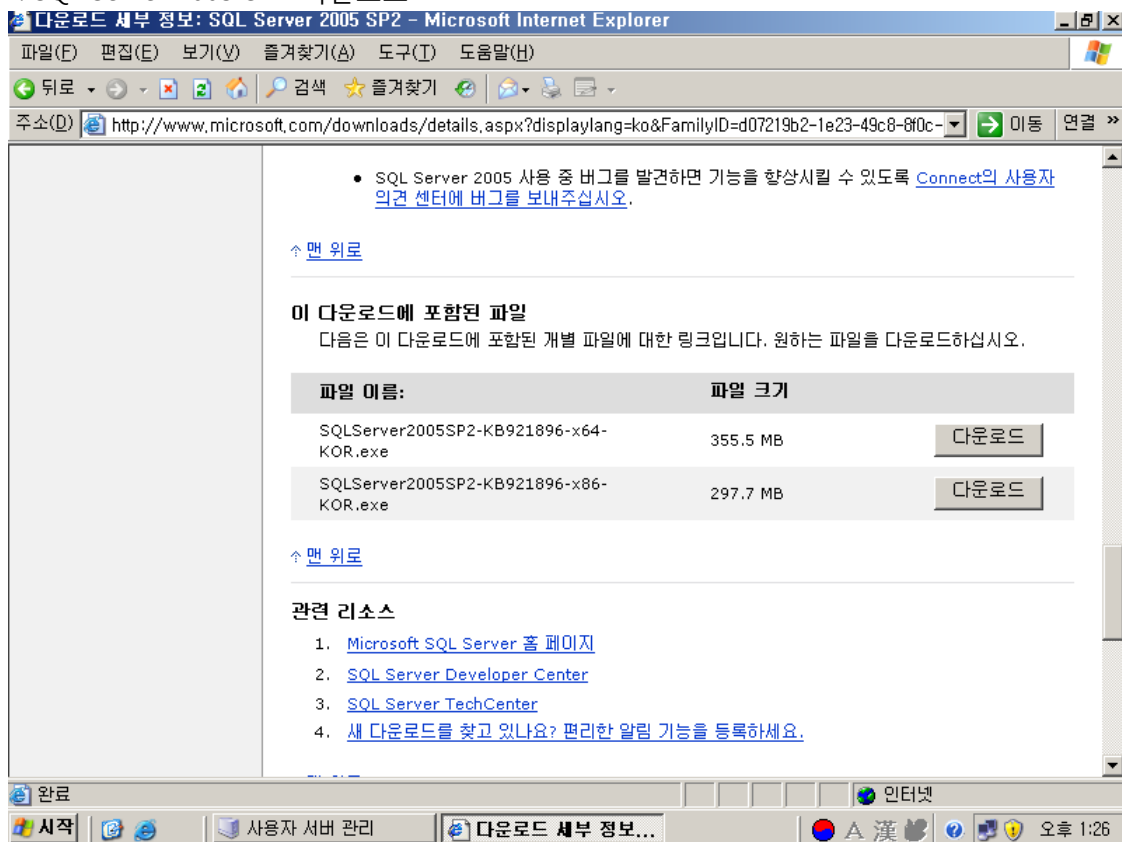 다운로드 세부 정보: SQL Server 2005 SP2 - Microsoft Internet Explorer
파일(F) 편집(E) 보기(V) 즐겨찾기(A) 도구(T) 도움말(H)
뒤로 검색 즐겨찾기
주소(D) http://www.microsoft.com/downloads/details.aspx?displaylang=ko&FamilyID=d07219b2-1e23-49c8-8f0c- 이동 연결 »
• SQL Server 2005 사용 중 버그를 발견하면 기능을 향상시킬 수 있도록 Connect의 사용자
의견 센터에 버그를 보내주십시오.
맨 위로
이 다운로드에 포함된 파일
다음은 이 다운로드에 포함된 개별 파일에 대한 링크입니다. 원하는 파일을 다운로드하십시오.
파일 이름: 파일 크기
SQLServer2005SP2-KB921896-x64-
KOR.exe 355.5 MB 다운로드
SQLServer2005SP2-KB921896-x86-
KOR.exe 297.7 MB 다운로드
맨 위로
관련 리소스
1. Microsoft SQL Server 홈 페이지
2. SQL Server Developer Center
3. SQL Server TechCenter
4. 새 다운로드를 찾고 있나요? 편리한 알림 기능을 등록하세요.
완료 인터넷
시작 사용자 서버 관리 다운로드 세부 정보... A 漢 오후 1:26